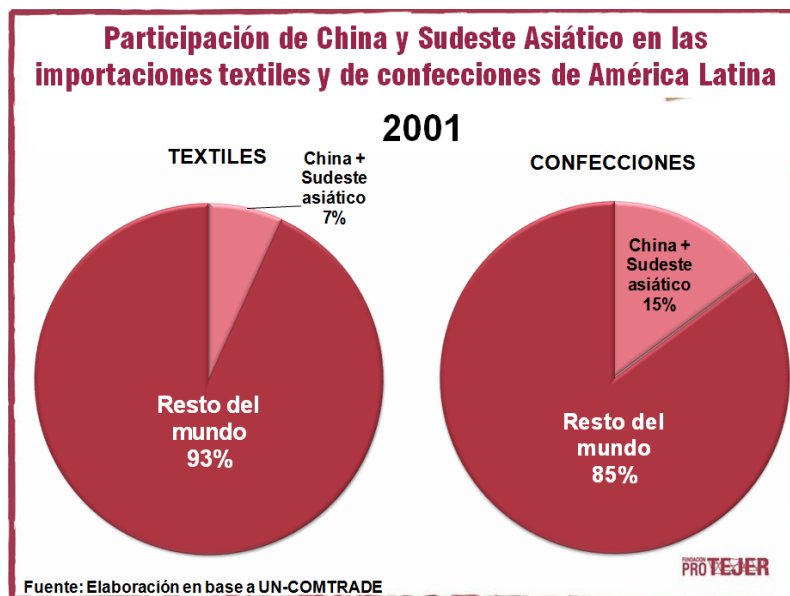 Participación de China y Sudeste Asiático en las
importaciones textiles y de confecciones de América Latina
2001
TEXTILES
China +
Sudeste
asiático
7%
Resto del
mundo
93%
CONFECCIONES
China +
Sudeste
asiático
15%
Resto del
mundo
85%
Fuente: Elaboración en base a UN-COMTRADE
FUNDACIÓN
PROTEJER